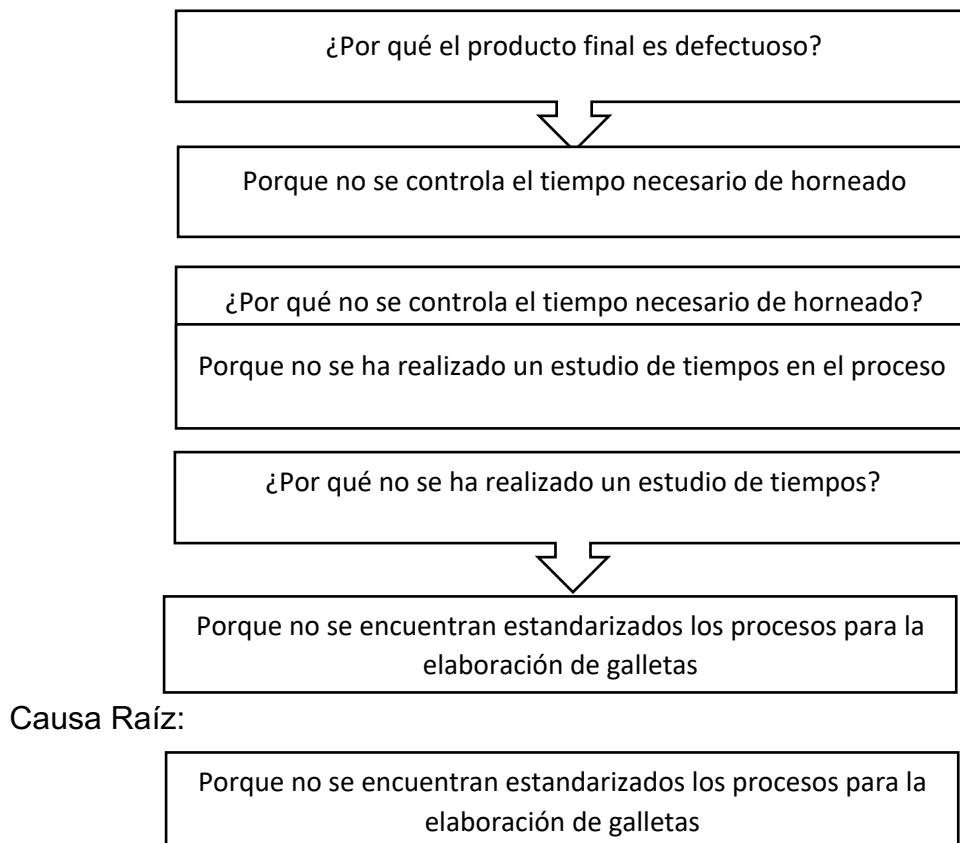 ¿Por qué el producto final es defectuoso?
Porque no se controla el tiempo necesario de horneado
¿Por qué no se controla el tiempo necesario de horneado?
Porque no se ha realizado un estudio de tiempos en el proceso
¿Por qué no se ha realizado un estudio de tiempos?
Porque no se encuentran estandarizados los procesos para la
elaboración de galletas
Causa Raíz:
Porque no se encuentran estandarizados los procesos para la
elaboración de galletas